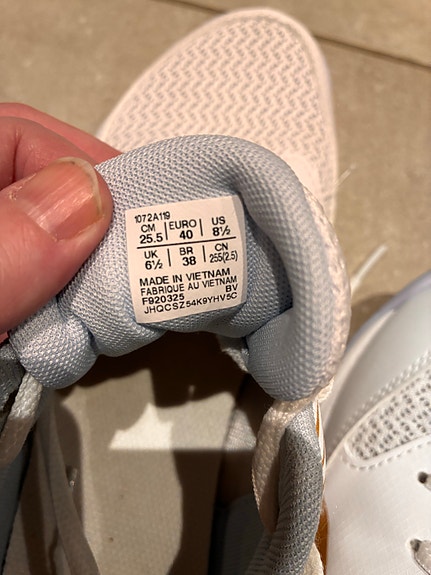 1072A119
CM EURO US
25.5 40 8½
UK BR CN
6½ 38 255(2.5)
MADE IN VIETNAM
FABRIQUE AU VIETNAM
F920325 BV
JHQCSZ54K9YHV5C